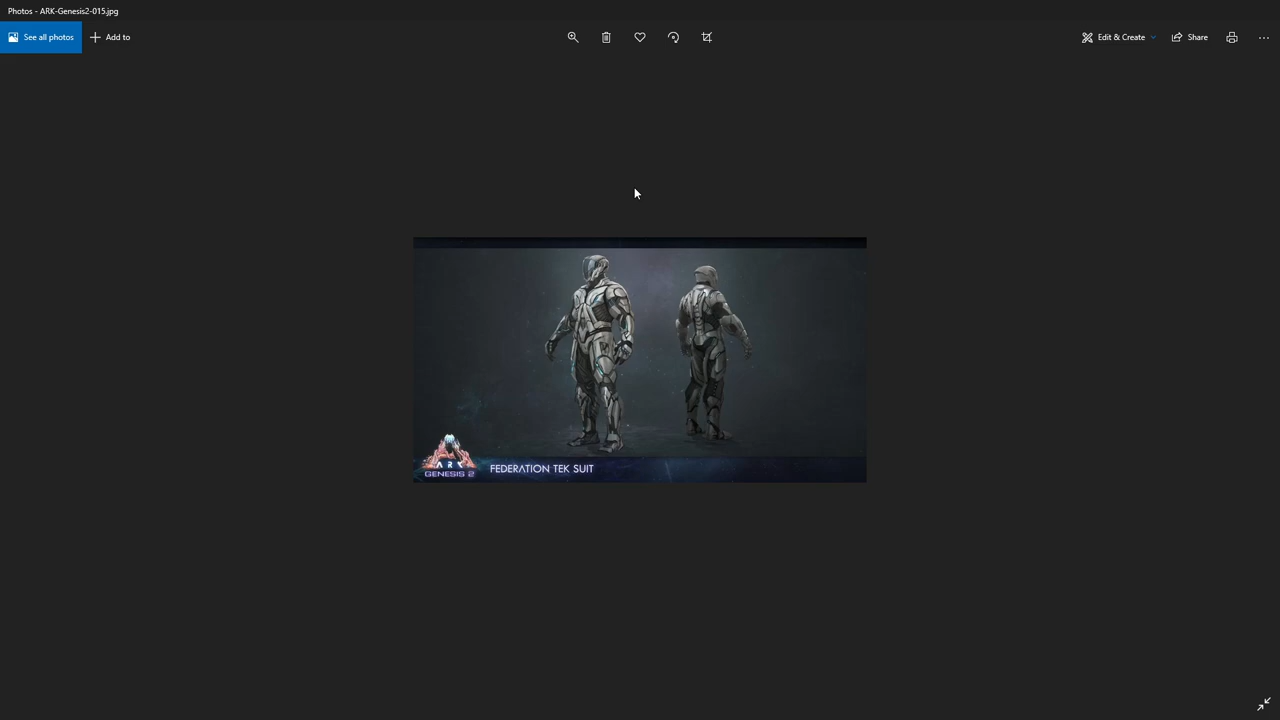 Photos - ARK-Genesis2-015.jpg
See all photos
Add to
Edit & Create
Share
ARK
GENESIS 2
FEDERATION TEK SUIT